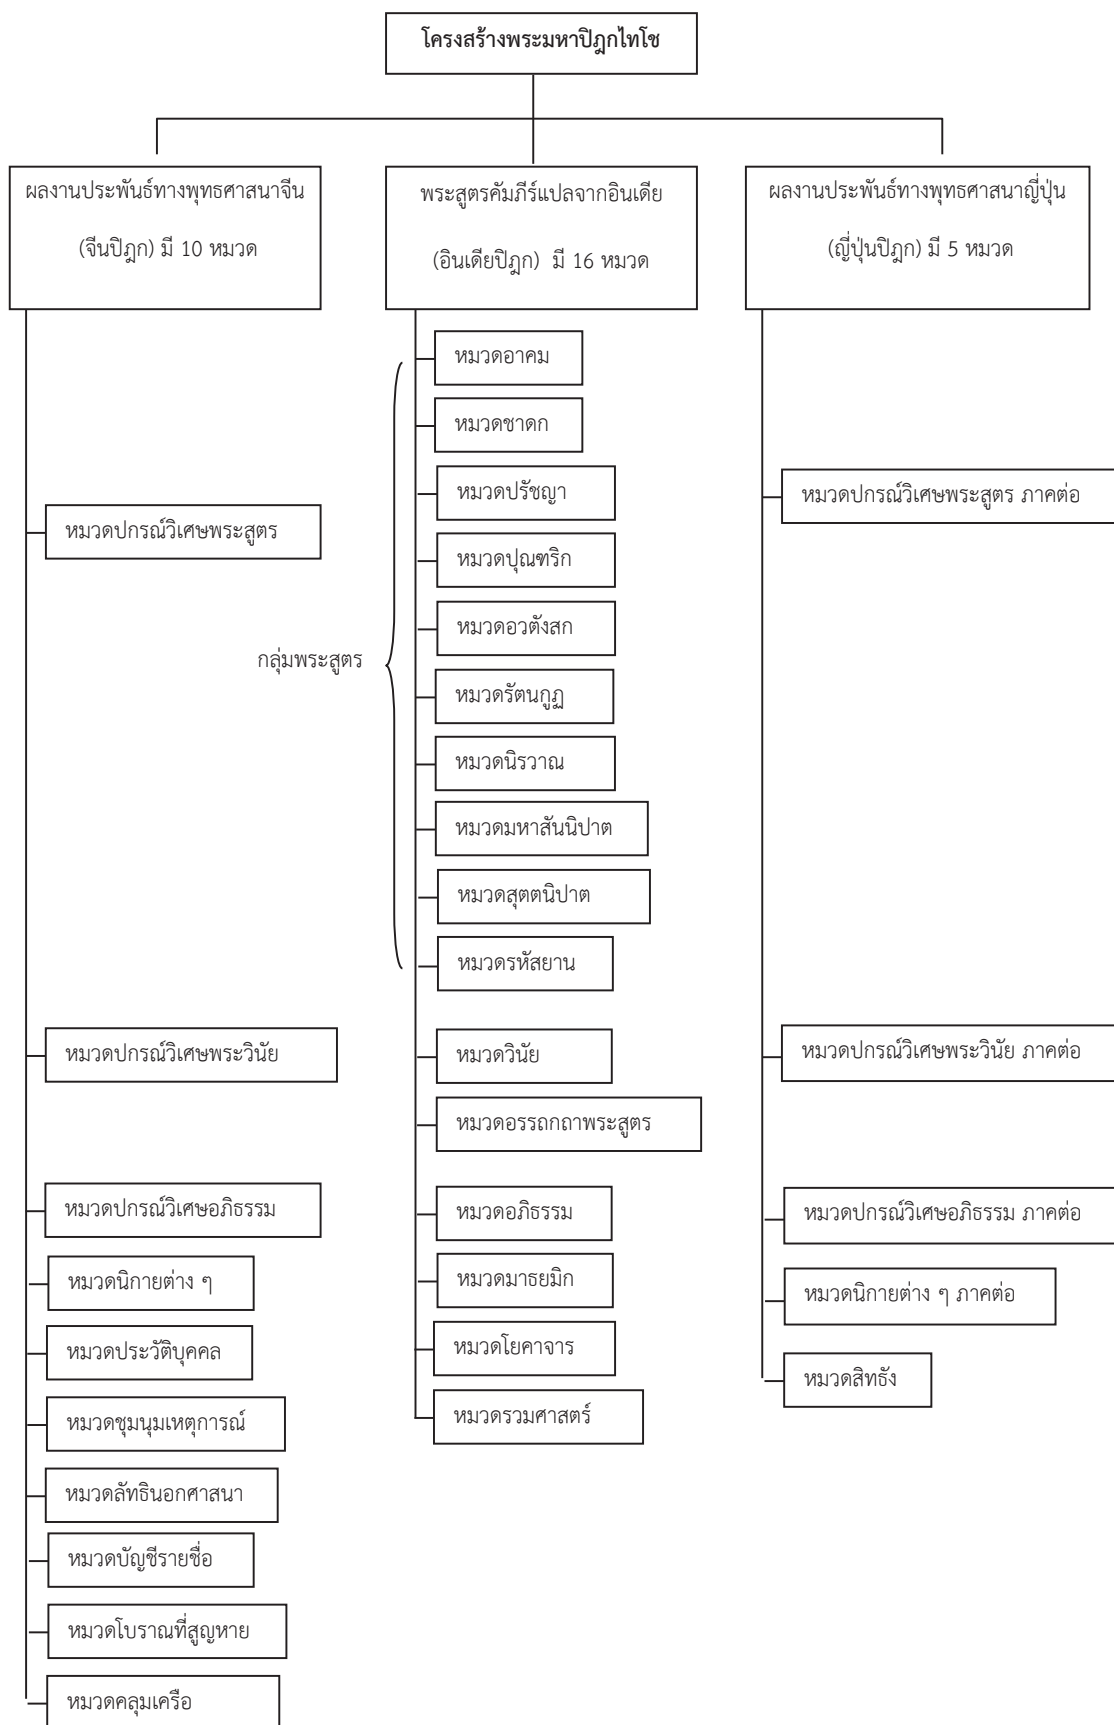 โครงสร้างพระมหาปิฎกไทโช
ผลงานประพันธ์ทางพุทธศาสนาจีน
(จีนปิฎก) มี 10 หมวด
หมวดปกรณ์วิเศษพระสูตร
หมวดปกรณ์วิเศษพระวินัย
หมวดปกรณ์วิเศษอภิธรรม
หมวดนิกายต่าง ๆ
หมวดประวัติบุคคล
หมวดชุมนุมเหตุการณ์
หมวดลัทธินอกศาสนา
หมวดบัญชีรายชื่อ
หมวดโบราณที่สูญหาย
หมวดคลุมเครือ
พระสูตรคัมภีร์แปลจากอินเดีย
(อินเดียปิฎก) มี 16 หมวด
กลุ่มพระสูตร
หมวดอาคม
หมวดชาดก
หมวดปรัชญา
หมวดปุณฑริก
หมวดอวตังสก
หมวดรัตนกูฏ
หมวดนิรวาณ
หมวดมหาสันนิปาต
หมวดสุตตนิปาต
หมวดรหัสยาน
หมวดวินัย
หมวดอรรถกถาพระสูตร
หมวดอภิธรรม
หมวดมาธยมิก
หมวดโยคาจาร
หมวดรวมศาสตร์
ผลงานประพันธ์ทางพุทธศาสนาญี่ปุ่น
(ญี่ปุ่นปิฎก) มี 5 หมวด
หมวดปกรณ์วิเศษพระสูตร ภาคต่อ
หมวดปกรณ์วิเศษพระวินัย ภาคต่อ
หมวดปกรณ์วิเศษอภิธรรม ภาคต่อ
หมวดนิกายต่าง ๆ ภาคต่อ
หมวดสิทธัง